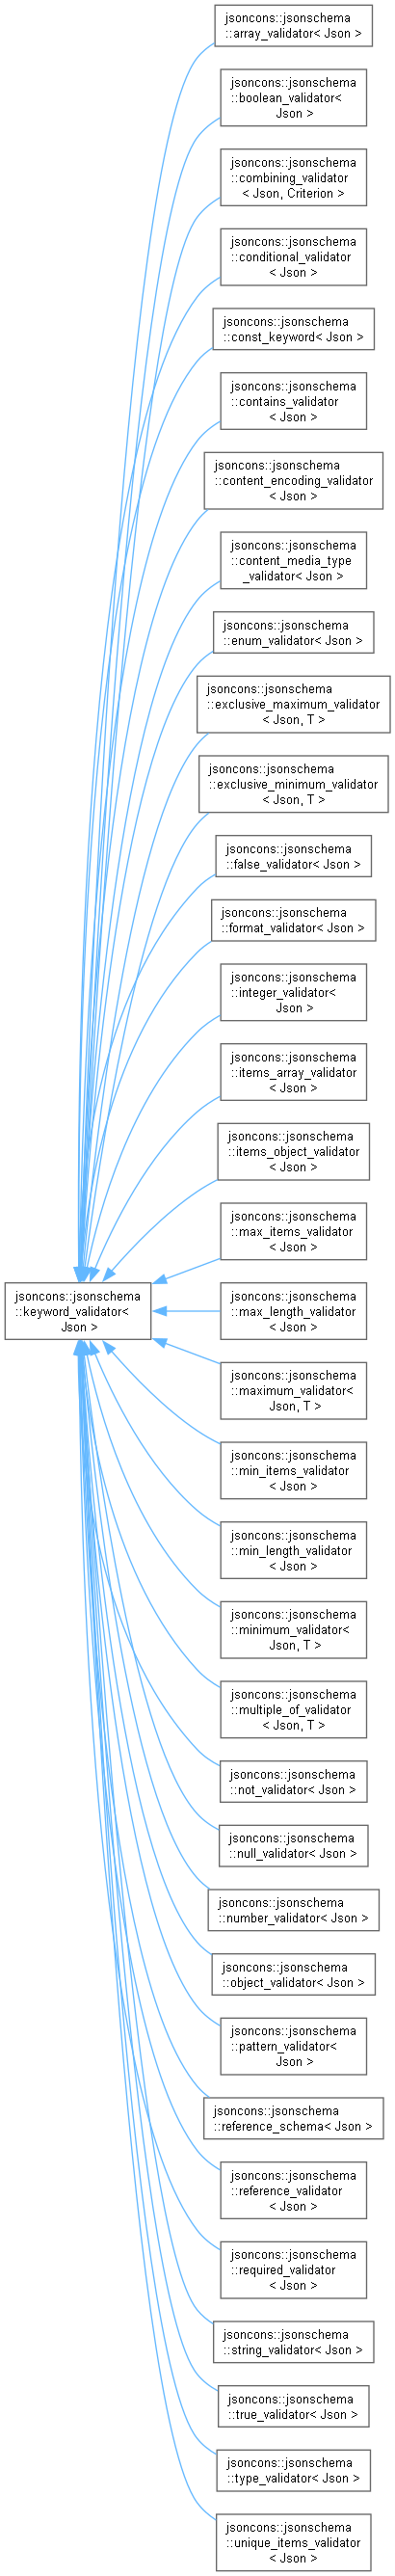 jsoncons::jsonschema
::array_validator< Json >
jsoncons::jsonschema
::boolean_validator<
Json >
jsoncons::jsonschema
::combining_validator
< Json, Criterion >
jsoncons::jsonschema
::conditional_validator
< Json >
jsoncons::jsonschema
::const_keyword< Json >
jsoncons::jsonschema
::contains_validator
< Json >
jsoncons::jsonschema
::content_encoding_validator
< Json >
jsoncons::jsonschema
::content_media_type
_validator< Json >
jsoncons::jsonschema
::enum_validator< Json >
jsoncons::jsonschema
::exclusive_maximum_validator
< Json, T >
jsoncons::jsonschema
::exclusive_minimum_validator
< Json, T >
jsoncons::jsonschema
::false_validator< Json >
jsoncons::jsonschema
::format_validator< Json >
jsoncons::jsonschema
::integer_validator<
Json >
jsoncons::jsonschema
::items_array_validator
< Json >
jsoncons::jsonschema
::items_object_validator
< Json >
jsoncons::jsonschema
::max_items_validator
< Json >
jsoncons::jsonschema
::keyword_validator<
Json >
jsoncons::jsonschema
::max_length_validator
< Json >
jsoncons::jsonschema
::maximum_validator<
Json, T >
jsoncons::jsonschema
::min_items_validator
< Json >
jsoncons::jsonschema
::min_length_validator
< Json >
jsoncons::jsonschema
::minimum_validator<
Json, T >
jsoncons::jsonschema
::multiple_of_validator
< Json, T >
jsoncons::jsonschema
::not_validator< Json >
jsoncons::jsonschema
::null_validator< Json >
jsoncons::jsonschema
::number_validator< Json >
jsoncons::jsonschema
::object_validator< Json >
jsoncons::jsonschema
::pattern_validator<
Json >
jsoncons::jsonschema
::reference_schema< Json >
jsoncons::jsonschema
::reference_validator
< Json >
jsoncons::jsonschema
::required_validator
< Json >
jsoncons::jsonschema
::string_validator< Json >
jsoncons::jsonschema
::true_validator< Json >
jsoncons::jsonschema
::type_validator< Json >
jsoncons::jsonschema
::unique_items_validator
< Json >